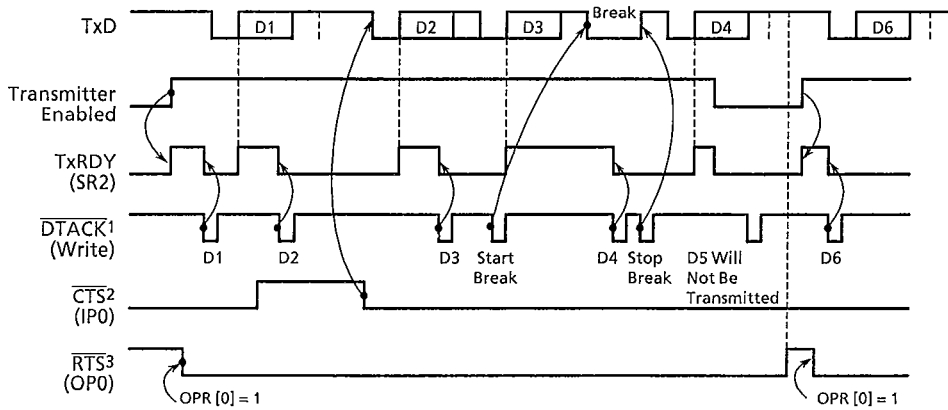 Break
TxD
D1
D2
D3
D4
D6
Transmitter
Enabled
TxRDY
(SR2)
DTACK1
(Write)
D1
D2
D3
Start
Break
D4
Stop
Break
D5 Will
Not Be
Transmitted
D6
CTS2
(IP0)
RTS3
(OP0)
OPR [0] = 1
OPR [0] = 1